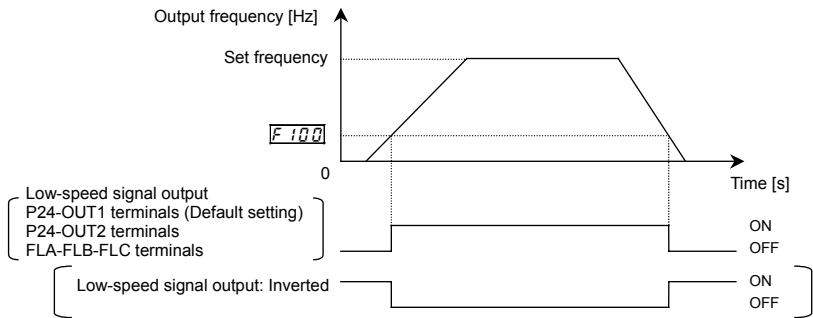 Output frequency [Hz]
Set frequency
F100
0
Time [s]
Low-speed signal output
P24-OUT1 terminals (Default setting)
P24-OUT2 terminals
FLA-FLB-FLC terminals
ON
OFF
Low-speed signal output: Inverted
ON
OFF